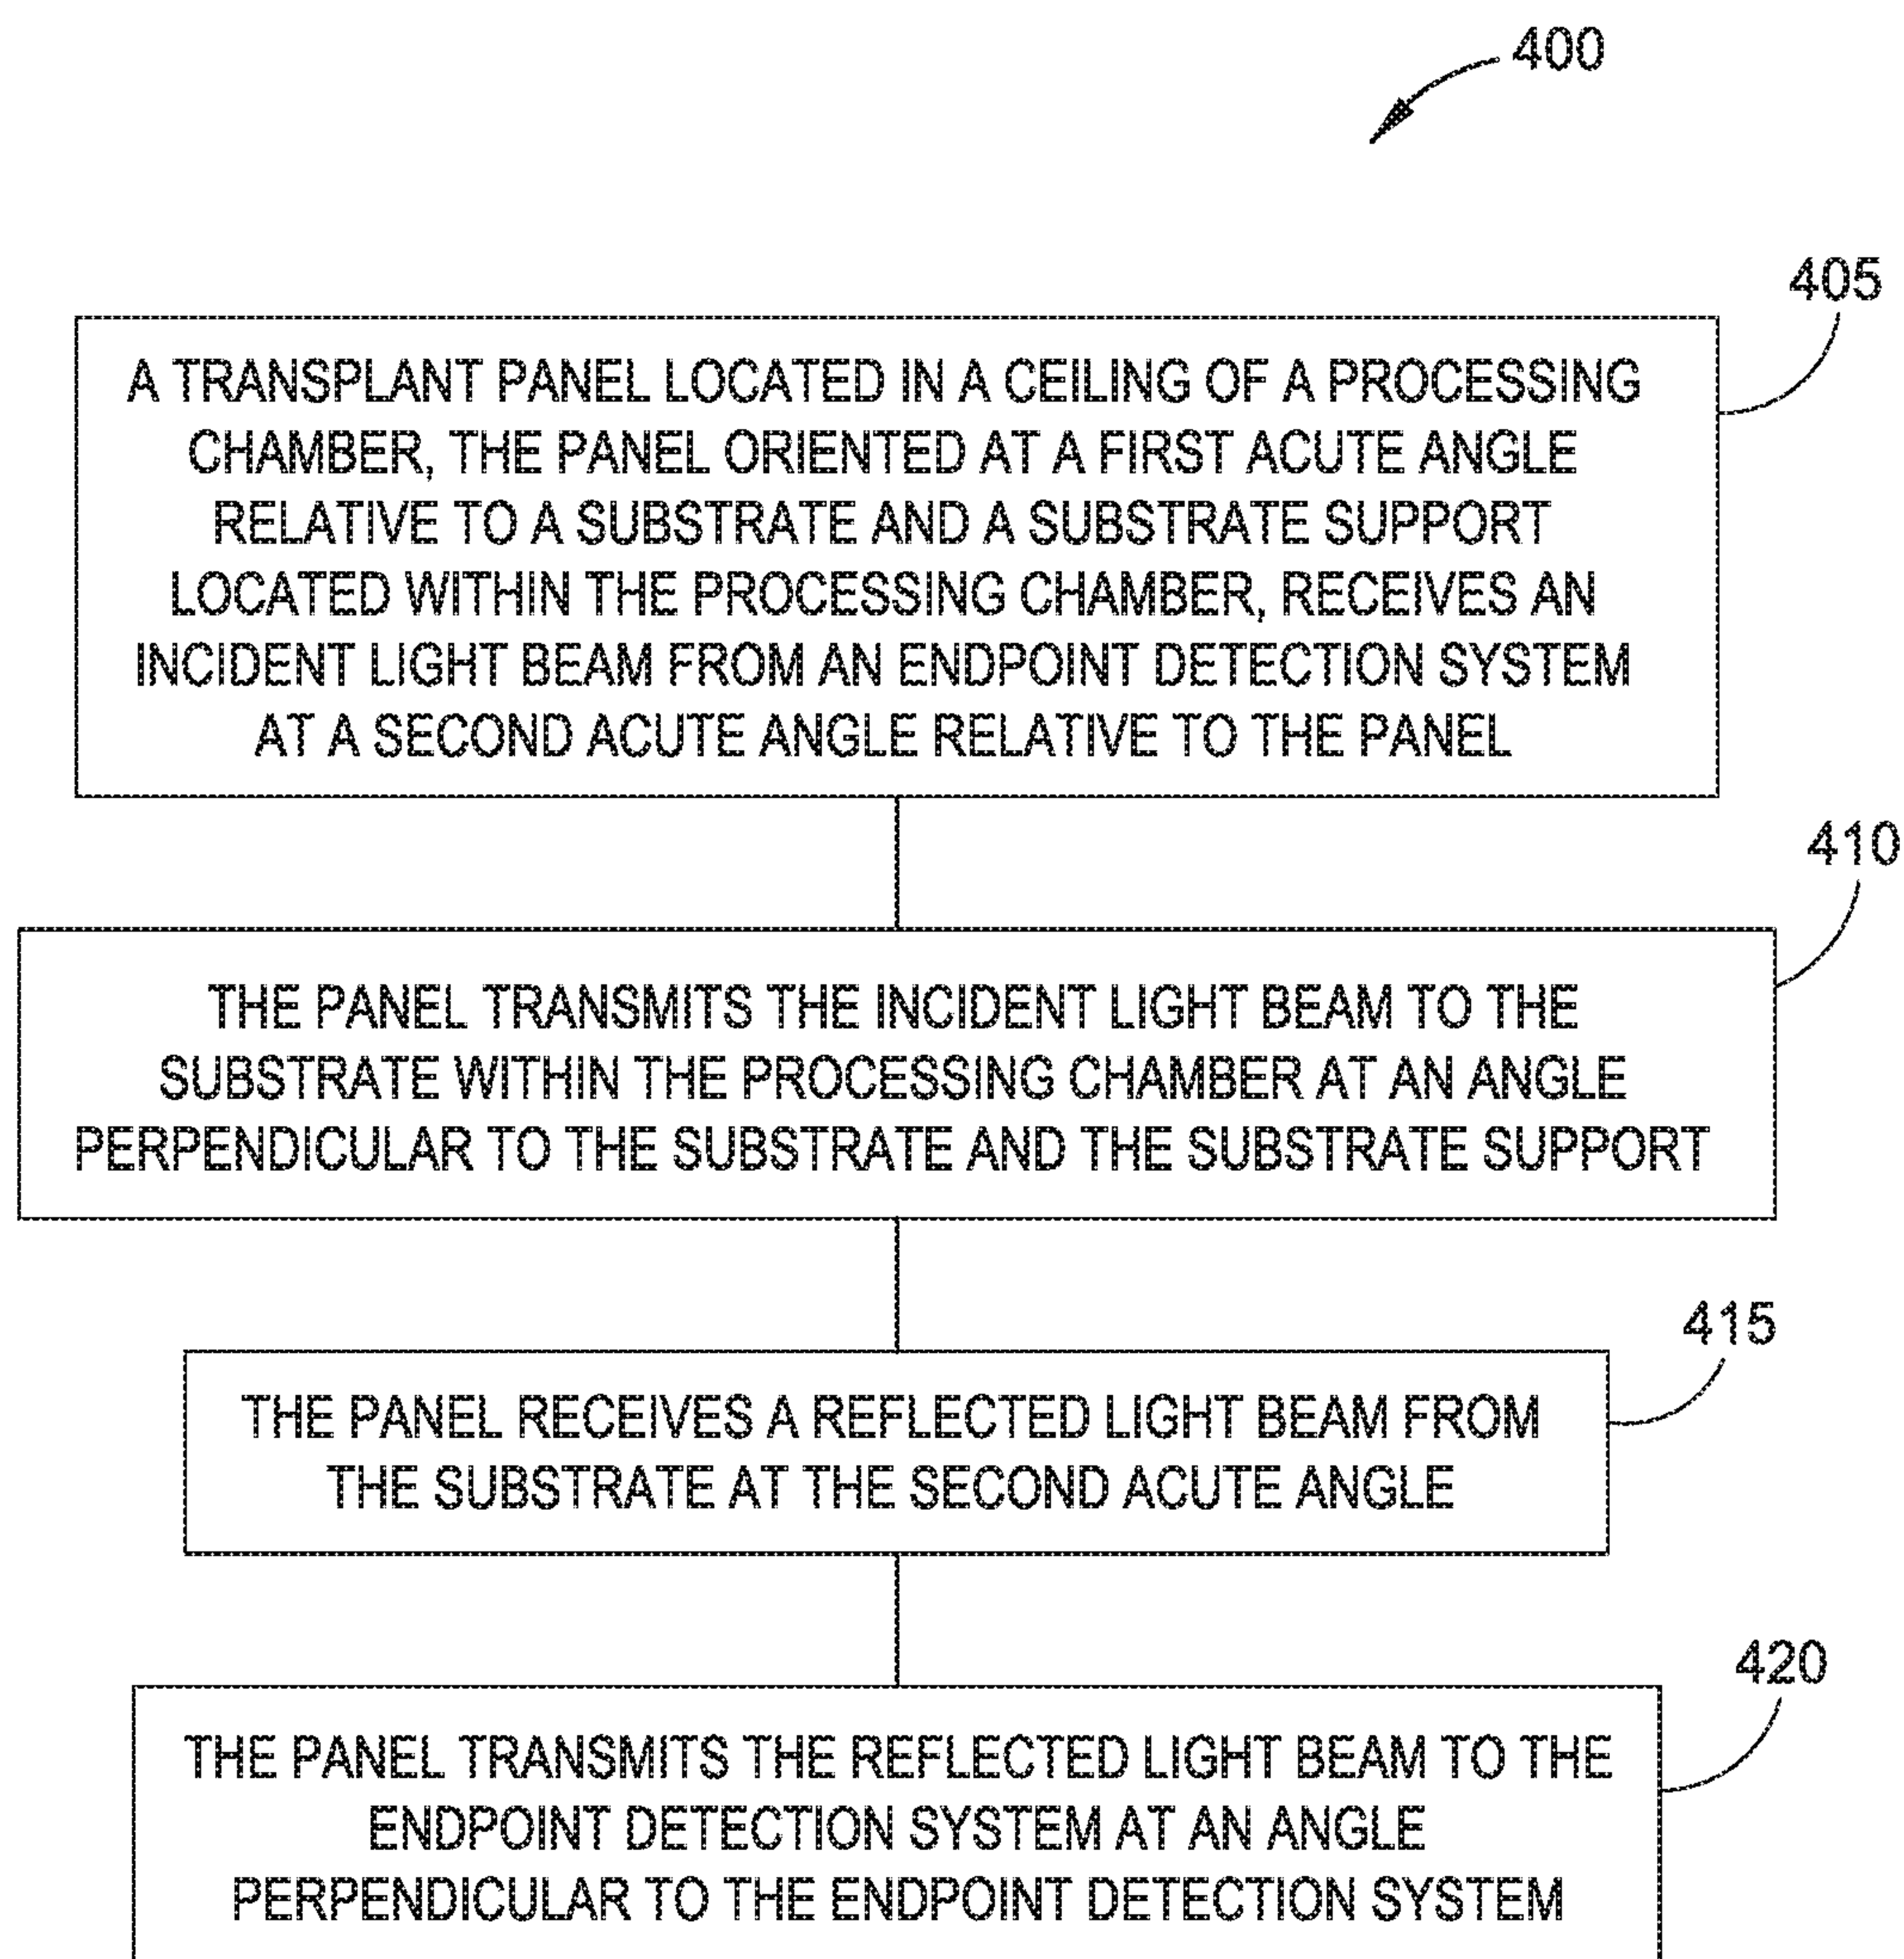 400
405
A TRANSPLANT PANEL LOCATED IN A CEILING OF A PROCESSING
CHAMBER, THE PANEL ORIENTED AT A FIRST ACUTE ANGLE
RELATIVE TO A SUBSTRATE AND A SUBSTRATE SUPPORT
LOCATED WITHIN THE PROCESSING CHAMBER, RECEIVES AN
INCIDENT LIGHT BEAM FROM AN ENDPOINT DETECTION SYSTEM
AT A SECOND ACUTE ANGLE RELATIVE TO THE PANEL
410
THE PANEL TRANSMITS THE INCIDENT LIGHT BEAM TO THE
SUBSTRATE WITHIN THE PROCESSING CHAMBER AT AN ANGLE
PERPENDICULAR TO THE SUBSTRATE AND THE SUBSTRATE SUPPORT
415
THE PANEL RECEIVES A REFLECTED LIGHT BEAM FROM
THE SUBSTRATE AT THE SECOND ACUTE ANGLE
420
THE PANEL TRANSMITS THE REFLECTED LIGHT BEAM TO THE
ENDPOINT DETECTION SYSTEM AT AN ANGLE
PERPENDICULAR TO THE ENDPOINT DETECTION SYSTEM